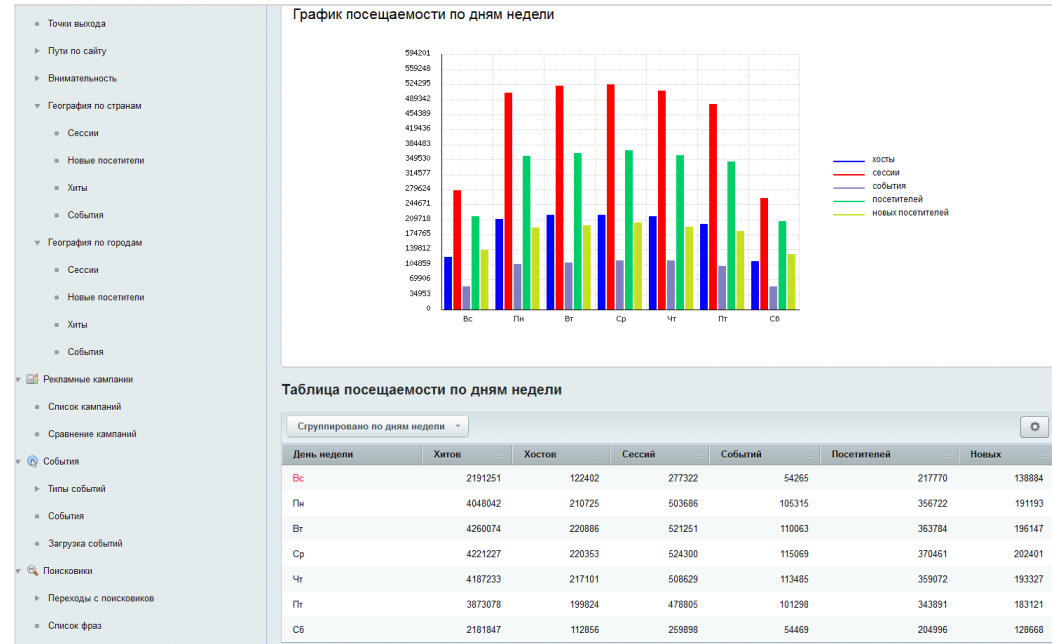 Точки выхода
Пути по сайту
Внимательность
География по странам
Сессии
Новые посетители
Хиты
События
География по городам
Сессии
Новые посетители
Хиты
События
Рекламные кампании
Список кампаний
Сравнение кампаний
События
Типы событий
События
Загрузка событий
Поисковики
Переходы с поисковиков
Список фраз
График посещаемости по дням недели
594201
559248
524295
489342
454389
419436
384483
349530
314577
279624
244671
209718
174765
139812
104859
69906
34953
0
Вс Пн Вт Ср Чт Пт Сб
хосты
сессии
события
посетителей
новых посетителей
Таблица посещаемости по дням недели
Сгруппировано по дням недели
День недели Хитов Хостов Сессий Событий Посетителей Новых
Вс 2191251 122402 277322 54265 217770 138884
Пн 4048042 210725 503686 105315 356722 191193
Вт 4260074 220886 521251 110063 363784 196147
Ср 4221227 220353 524300 115069 370461 202401
Чт 4187233 217101 508629 113485 359072 193327
Пт 3873078 199824 478805 101298 343891 183121
Сб 2181847 112856 259898 54469 204996 128668